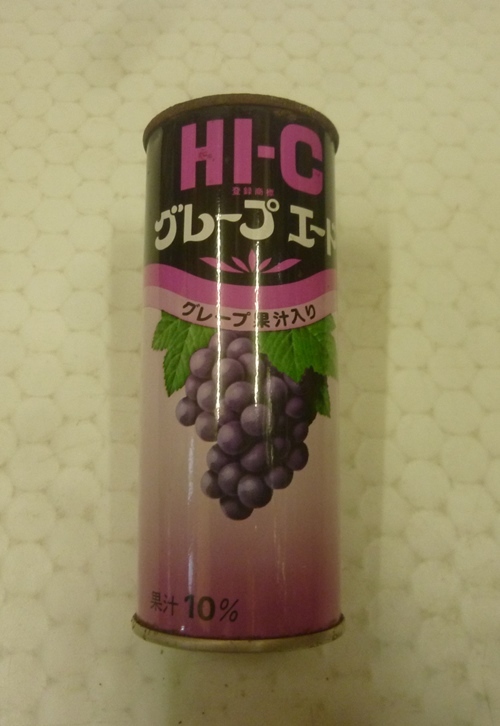 HI-C
登録商標
グレープ エード
グレープ果汁入り
果汁10%